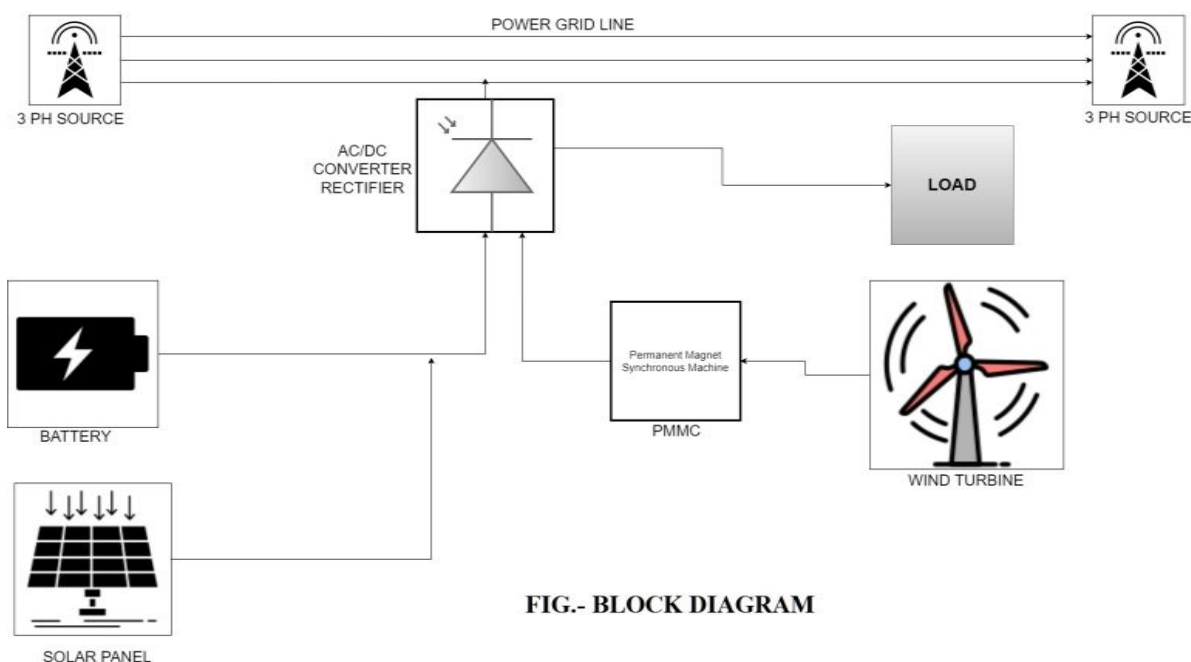 POWER GRID LINE
3 PH SOURCE
3 PH SOURCE
AC/DC
CONVERTER
RECTIFIER
LOAD
Permanent Magnet
Synchronous Machine
PMMC
BATTERY
WIND TURBINE
FIG.- BLOCK DIAGRAM
SOLAR PANEL